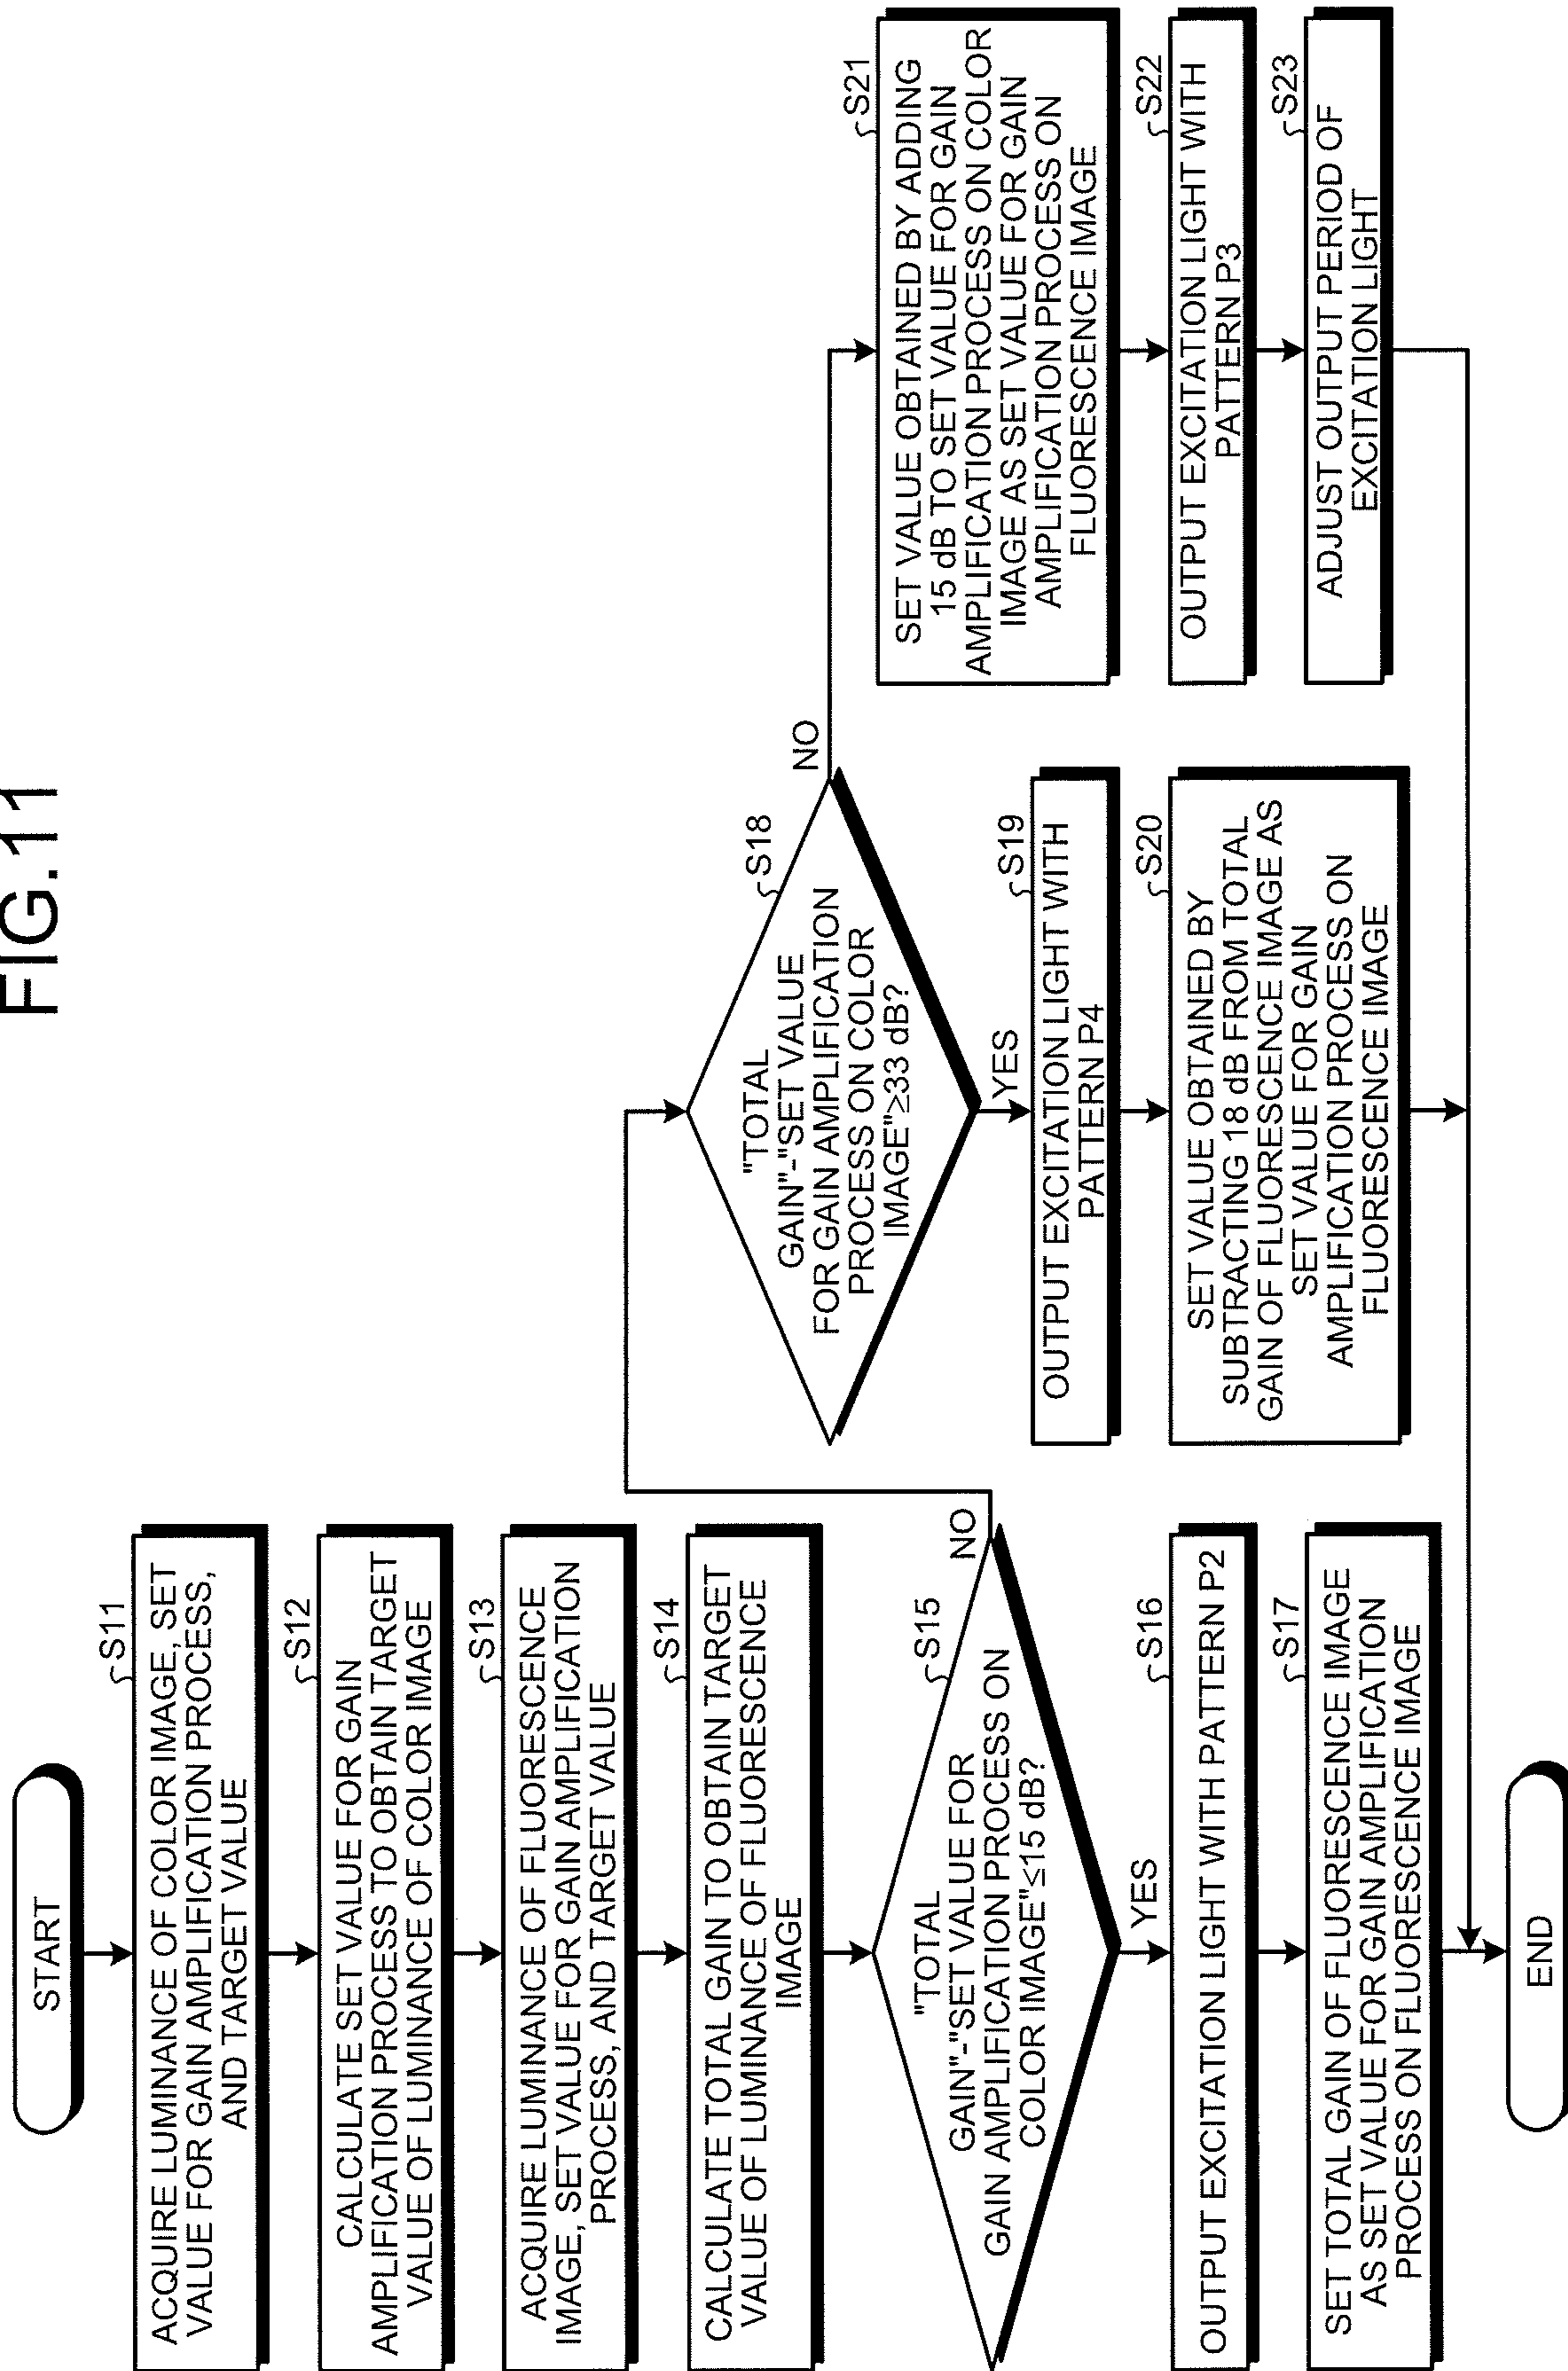 FIG.11
START
S11
ACQUIRE LUMINANCE OF COLOR IMAGE, SET
VALUE FOR GAIN AMPLIFICATION PROCESS,
AND TARGET VALUE
S12
CALCULATE SET VALUE FOR GAIN
AMPLIFICATION PROCESS TO OBTAIN TARGET
VALUE OF LUMINANCE OF COLOR IMAGE
S13
ACQUIRE LUMINANCE OF FLUORESCENCE
IMAGE, SET VALUE FOR GAIN AMPLIFICATION
PROCESS, AND TARGET VALUE
S14
CALCULATE TOTAL GAIN TO OBTAIN TARGET
VALUE OF LUMINANCE OF FLUORESCENCE
IMAGE
S15
"TOTAL
GAIN"-"SET VALUE FOR
GAIN AMPLIFICATION PROCESS ON
COLOR IMAGE"≤15 dB?
NO
YES
S16
OUTPUT EXCITATION LIGHT WITH PATTERN P2
S17
SET TOTAL GAIN OF FLUORESCENCE IMAGE
AS SET VALUE FOR GAIN AMPLIFICATION
PROCESS ON FLUORESCENCE IMAGE
END
S18
"TOTAL
GAIN"-"SET VALUE
FOR GAIN AMPLIFICATION
PROCESS ON COLOR
IMAGE"≥33 dB?
NO
YES
S19
OUTPUT EXCITATION LIGHT WITH
PATTERN P4
S20
SET VALUE OBTAINED BY
SUBTRACTING 18 dB FROM TOTAL
GAIN OF FLUORESCENCE IMAGE AS
SET VALUE FOR GAIN
AMPLIFICATION PROCESS ON
FLUORESCENCE IMAGE
S21
SET VALUE OBTAINED BY ADDING
15 dB TO SET VALUE FOR GAIN
AMPLIFICATION PROCESS ON COLOR
IMAGE AS SET VALUE FOR GAIN
AMPLIFICATION PROCESS ON
FLUORESCENCE IMAGE
S22
OUTPUT EXCITATION LIGHT WITH
PATTERN P3
S23
ADJUST OUTPUT PERIOD OF
EXCITATION LIGHT